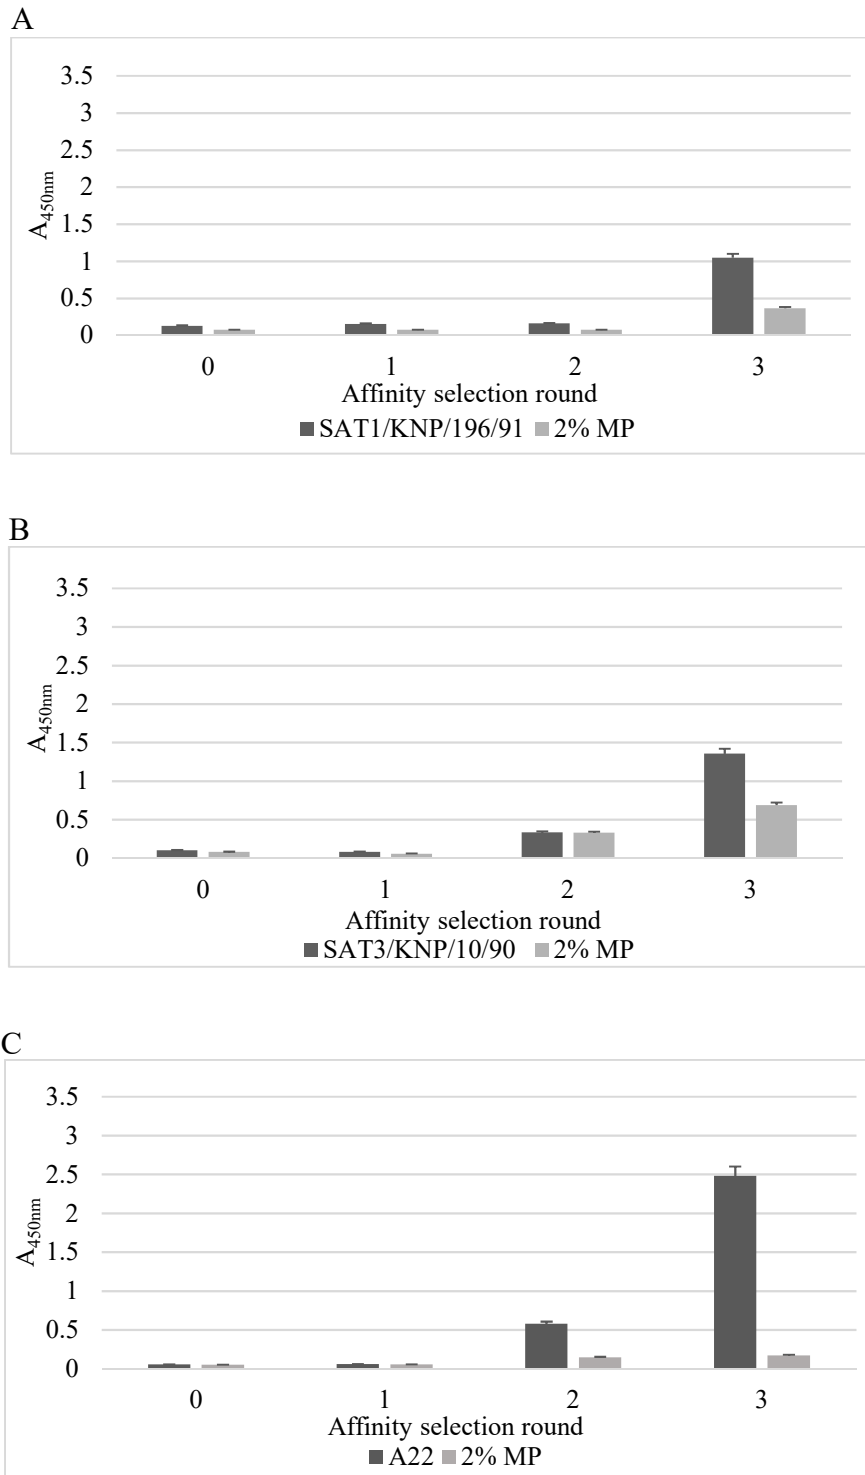 A
3.5
3
2.5
2
1.5
1
0.5
0
A450nm
0 1 2 3
Affinity selection round
SAT1/KNP/196/91 2% MP
B
3.5
3
2.5
2
1.5
1
0.5
0
A450nm
0 1 2 3
Affinity selection round
SAT3/KNP/10/90 2% MP
C
3.5
3
2.5
2
1.5
1
0.5
0
A450nm
0 1 2 3
Affinity selection round
A22 2% MP